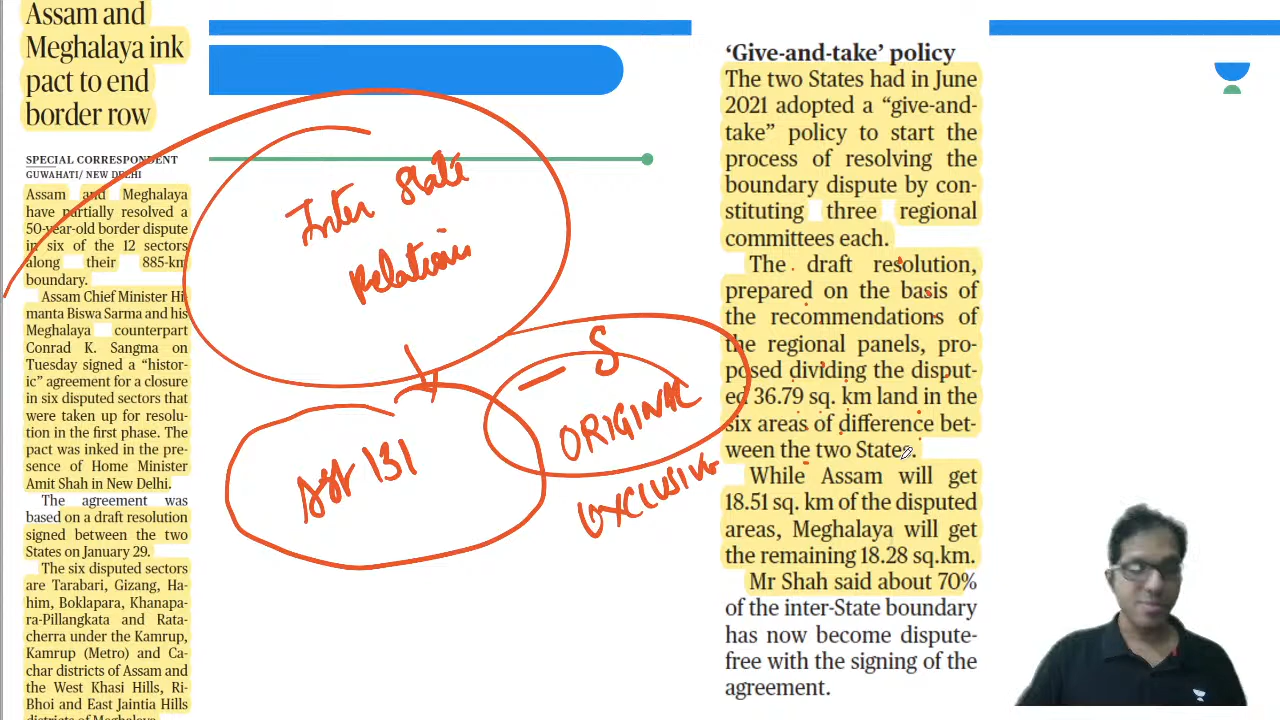 Assam and
Meghalaya ink
pact to end
border row
SPECIAL CORRESPONDENT
GUWAHATI/ NEW DELHI
Assam and Meghalaya
have partially resolved a
50-year-old border dispute
in six of the 12 sectors
along their 885-km
boundary.
Assam Chief Minister Hi
manta Biswa Sarma and his
Meghalaya counterpart
Conrad K. Sangma on
Tuesday signed a “histor-
ic” agreement for a closure
in six disputed sectors that
were taken up for resolu-
tion in the first phase. The
pact was inked in the pre-
sence of Home Minister
Amit Shah in New Delhi.
The agreement was
based on a draft resolution
signed between the two
States on January 29.
The six disputed sectors
are Tarabari, Gizang, Ha-
him, Boklapara, Khanapa-
ra-Pillangkata and Rata-
cherra under the Kamrup,
Kamrup (Metro) and Ca-
char districts of Assam and
the West Khasi Hills, Ri-
Bhoi and East Jaintia Hills
districts of Meghalaya
Inter State
Relations
Art 131
S
ORIGINAL
EXCLUSIVE
‘Give-and-take’ policy
The two States had in June
2021 adopted a “give-and-
take” policy to start the
process of resolving the
boundary dispute by con-
stituting three regional
committees each.
The draft resolution,
prepared on the basis of
the recommendations of
the regional panels, pro-
posed dividing the disput-
ed 36.79 sq. km land in the
six areas of difference bet-
ween the two States.
While Assam will get
18.51 sq. km of the disputed
areas, Meghalaya will get
the remaining 18.28 sq.km.
Mr Shah said about 70%
of the inter-State boundary
has now become dispute-
free with the signing of the
agreement.